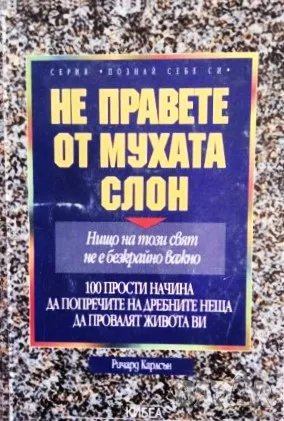 СЕРИЯ • ПОЗНАЙ СЕБЕ СИ •
НЕ ПРАВЕТЕ
ОТ МУХАТА
СЛОН
Нищо на този свят
не е безкрайно важно
100 ПРОСТИ НАЧИНА
ДА ПОПРЕЧИТЕ НА ДРЕБНИТЕ НЕЩА
ДА ПРОВАЛЯТ ЖИВОТА ВИ
Ричард Карлсън
КИБЕА